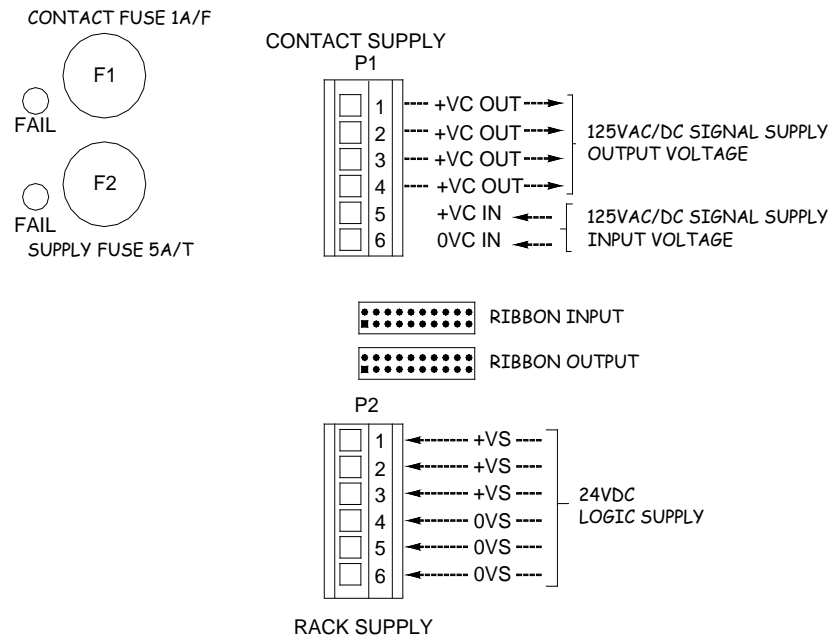 CONTACT FUSE 1A/F
F1
FAIL
F2
FAIL
SUPPLY FUSE 5A/T
CONTACT SUPPLY
P1
1 +VC OUT
2 +VC OUT
3 +VC OUT
4 +VC OUT
5 +VC IN
6 0VC IN
125VAC/DC SIGNAL SUPPLY
OUTPUT VOLTAGE
125VAC/DC SIGNAL SUPPLY
INPUT VOLTAGE
RIBBON INPUT
RIBBON OUTPUT
P2
1 +VS
2 +VS
3 +VS
4 0VS
5 0VS
6 0VS
24VDC
LOGIC SUPPLY
RACK SUPPLY